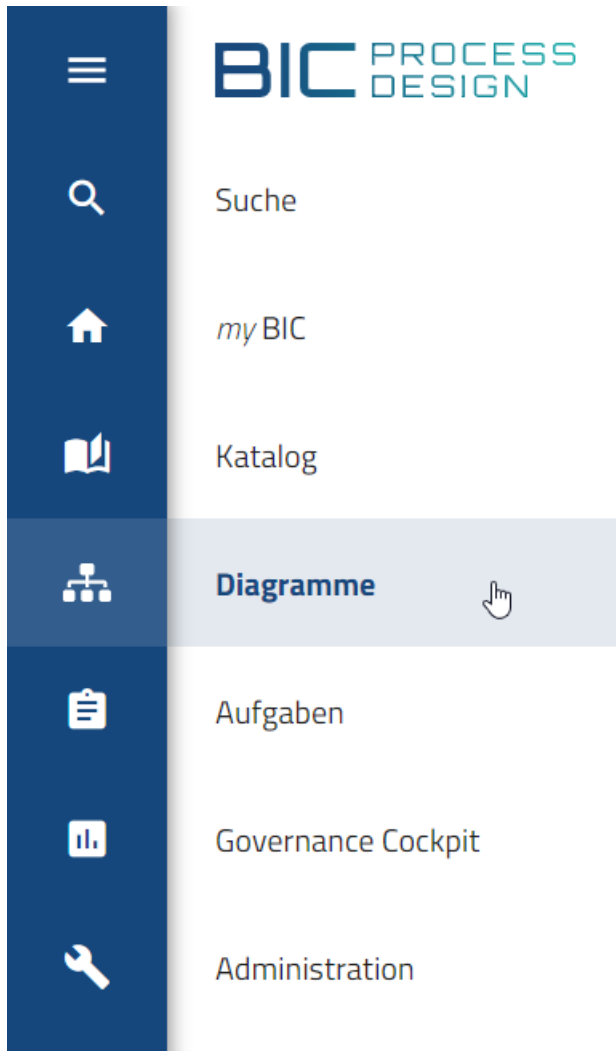 BIC PROCESS DESIGN
Suche
my BIC
Katalog
Diagramme
Aufgaben
Governance Cockpit
Administration